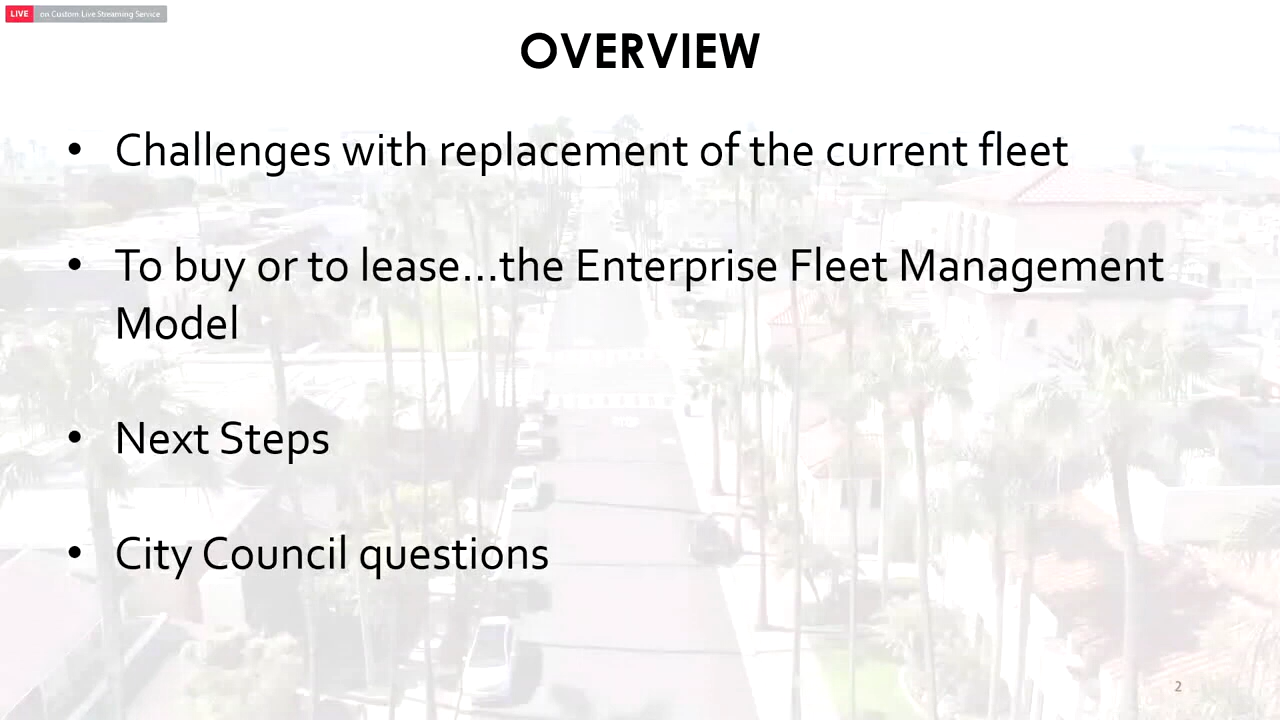 LIVE on Custom Live Streaming Service
OVERVIEW
• Challenges with replacement of the current fleet
• To buy or to lease...the Enterprise Fleet Management
Model
• Next Steps
• City Council questions
2